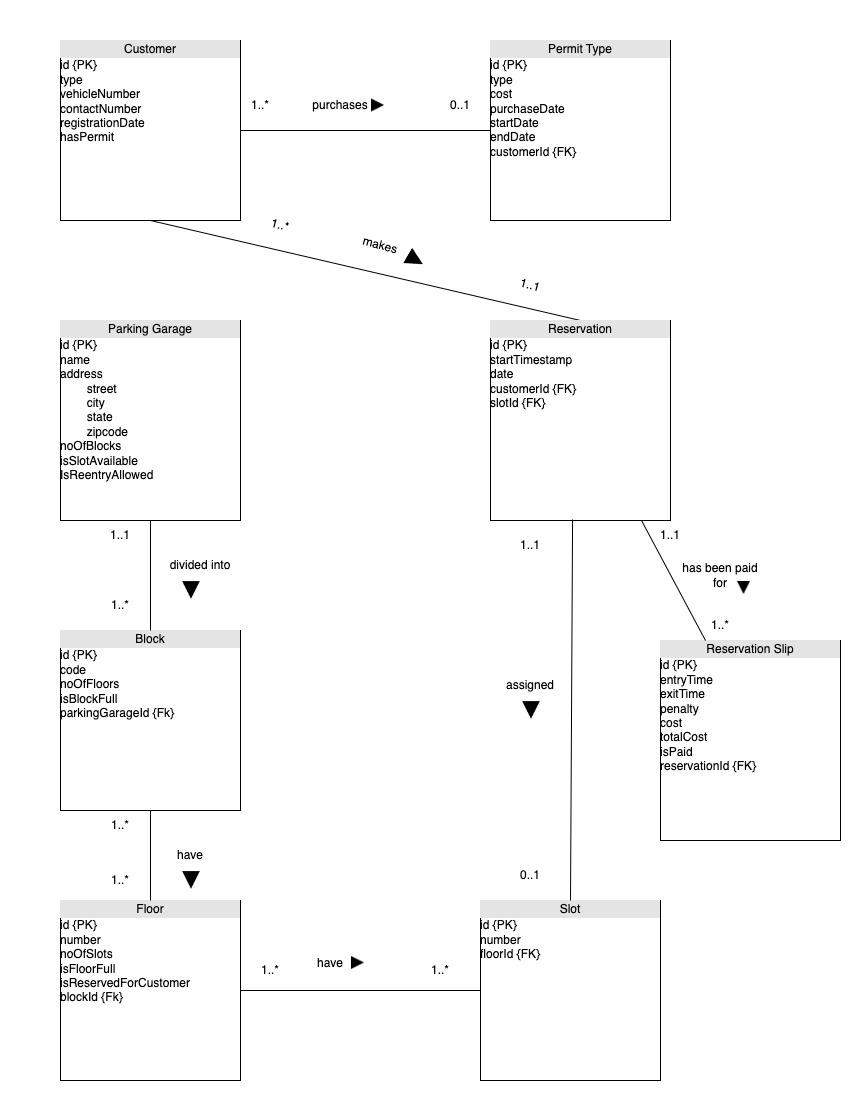 Customer
id {PK}
type
vehicleNumber
contactNumber
registrationDate
hasPermit
1..*
purchases
0..1
Permit Type
id {PK}
type
cost
purchaseDate
startDate
endDate
customerId {FK}
1..*
makes
1..1
Parking Garage
id {PK}
name
address
street
city
state
zipcode
noOfBlocks
isSlotAvailable
IsReentryAllowed
Reservation
id {PK}
startTimestamp
date
customerId {FK}
slotId {FK}
1..1
divided into
1..*
1..1
assigned
0..1
1..1
has been paid
for
1..*
Block
id {PK}
code
noOfFloors
isBlockFull
parkingGarageId {Fk}
Reservation Slip
id {PK}
entryTime
exitTime
penalty
cost
totalCost
isPaid
reservationId {FK}
1..*
have
1..*
Floor
id {PK}
number
noOfSlots
isFloorFull
isReservedForCustomer
blockId {Fk}
1..*
have
1..*
Slot
id {PK}
number
floorId {FK}